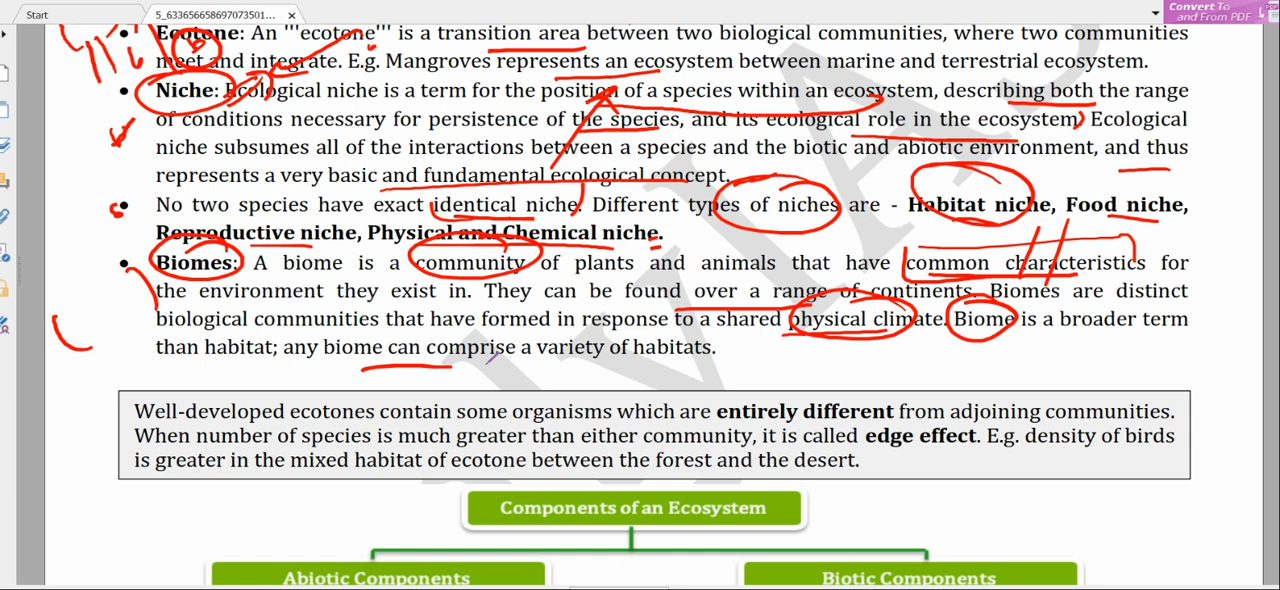 Start
5_633656658697073501...
Convert To
and From PDF
• Ecotone: An '''ecotone''' is a transition area between two biological communities, where two communities
meet and integrate. E.g. Mangroves represents an ecosystem between marine and terrestrial ecosystem.
• Niche: Ecological niche is a term for the position of a species within an ecosystem, describing both the range
of conditions necessary for persistence of the species, and its ecological role in the ecosystem. Ecological
niche subsumes all of the interactions between a species and the biotic and abiotic environment, and thus
represents a very basic and fundamental ecological concept.
• No two species have exact identical niche. Different types of niches are - Habitat niche, Food niche,
Reproductive niche, Physical and Chemical niche.
• Biomes: A biome is a community of plants and animals that have common characteristics for
the environment they exist in. They can be found over a range of continents. Biomes are distinct
biological communities that have formed in response to a shared physical climate. Biome is a broader term
than habitat; any biome can comprise a variety of habitats.
Well-developed ecotones contain some organisms which are entirely different from adjoining communities.
When number of species is much greater than either community, it is called edge effect. E.g. density of birds
is greater in the mixed habitat of ecotone between the forest and the desert.
Components of an Ecosystem
Abiotic Components
Biotic Components